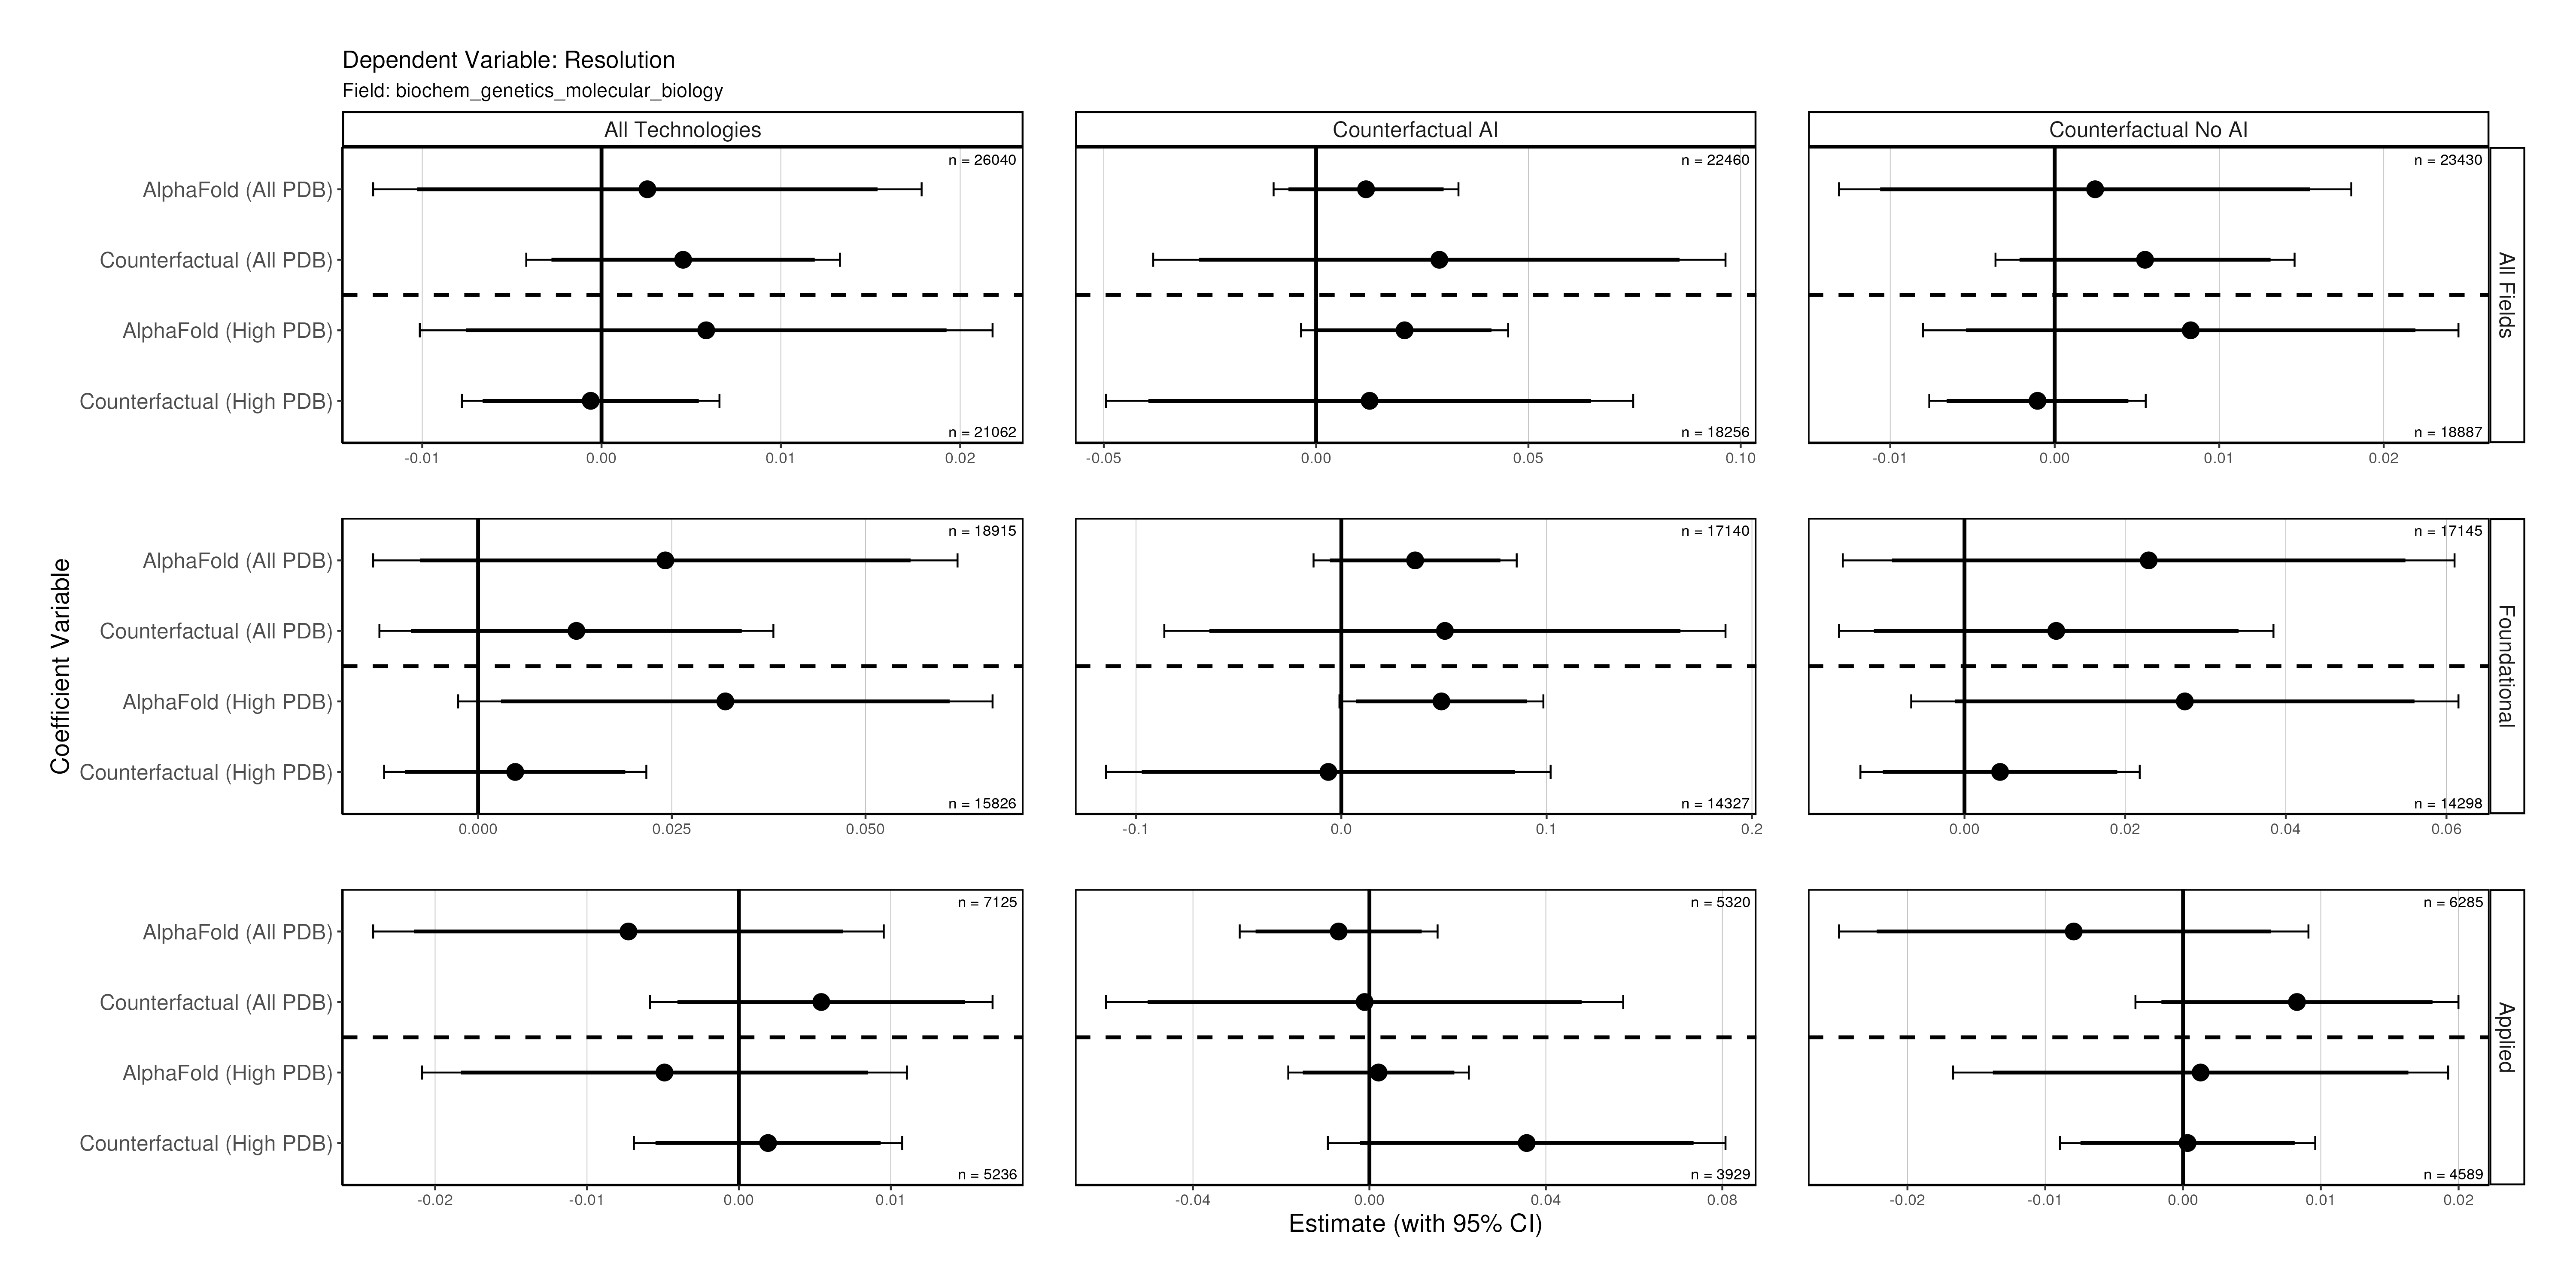 Dependent Variable: Resolution
Field: biochem_genetics_molecular_biology
All Technologies
Counterfactual AI
Counterfactual No AI
Coefficient Variable
AlphaFold (All PDB)
Counterfactual (All PDB)
AlphaFold (High PDB)
Counterfactual (High PDB)
n = 26040
n = 21062
-0.01 0.00 0.01 0.02
n = 22460
n = 18256
-0.05 0.00 0.05 0.10
n = 23430
n = 18887
-0.01 0.00 0.01 0.02
All Fields
AlphaFold (All PDB)
Counterfactual (All PDB)
AlphaFold (High PDB)
Counterfactual (High PDB)
n = 18915
n = 15826
0.000 0.025 0.050
n = 17140
n = 14327
-0.1 0.0 0.1 0.2
n = 17145
n = 14298
0.00 0.02 0.04 0.06
Foundational
AlphaFold (All PDB)
Counterfactual (All PDB)
AlphaFold (High PDB)
Counterfactual (High PDB)
n = 7125
n = 5236
-0.02 -0.01 0.00 0.01
n = 5320
n = 3929
-0.04 0.00 0.04 0.08
n = 6285
n = 4589
-0.02 -0.01 0.00 0.01 0.02
Applied
Estimate (with 95% CI)